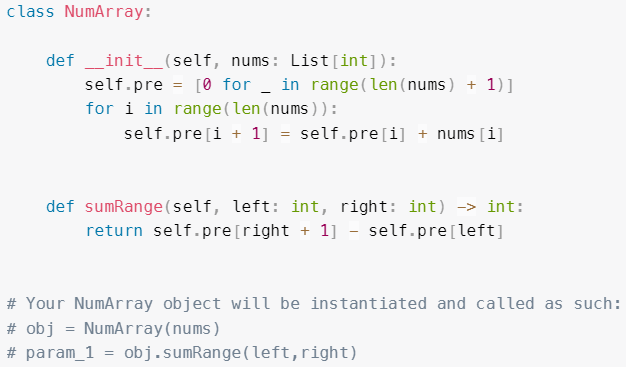 class NumArray:
    def __init__(self, nums: List[int]):
        self.pre = [0 for _ in range(len(nums) + 1)]
        for i in range(len(nums)):
            self.pre[i + 1] = self.pre[i] + nums[i]
    def sumRange(self, left: int, right: int) -> int:
        return self.pre[right + 1] - self.pre[left]
# Your NumArray object will be instantiated and called as such:
# obj = NumArray(nums)
# param_1 = obj.sumRange(left,right)